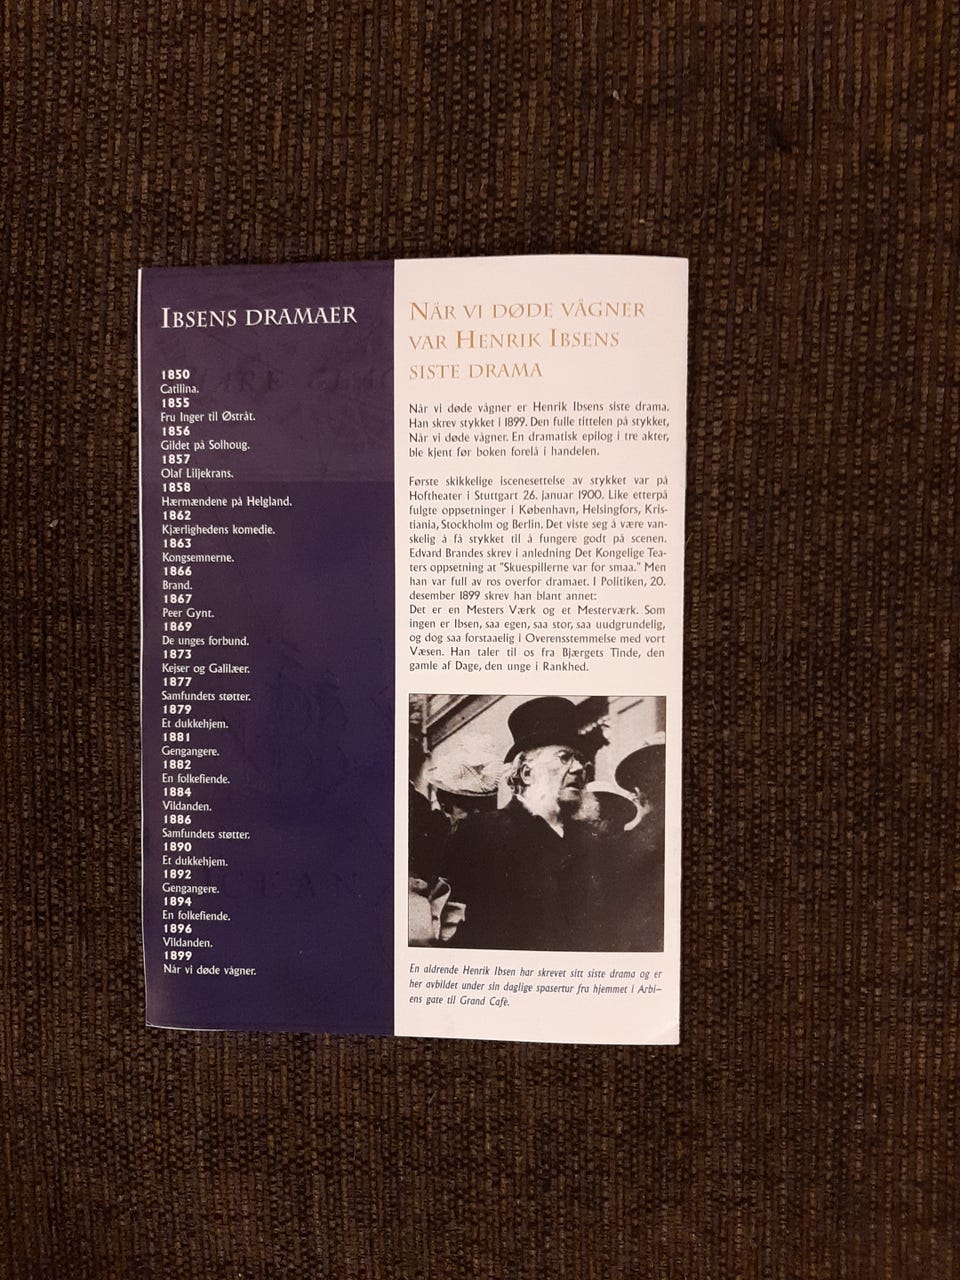 IBSENS DRAMAER
1850
Catilina.
1855
Fru Inger til Østråt.
1856
Gildet på Solhoug.
1857
Olaf Liljekrans.
1858
Hærmændene på Helgland.
1862
Kjærlighedens komedie.
1863
Kongsemnerne.
1866
Brand.
1867
Peer Gynt.
1869
De unges forbund.
1873
Kejser og Galilæer.
1877
Samfundets støtter.
1879
Et dukkehjem.
1881
Gengangere.
1882
En folkefiende.
1884
Vildanden.
1886
Samfundets støtter.
1890
Et dukkehjem.
1892
Gengangere.
1894
En folkefiende.
1896
Vildanden.
1899
Når vi døde vågner.
NÅR VI DØDE VÅGNER
VAR HENRIK IBSENS
SISTE DRAMA
Når vi døde vågner er Henrik Ibsens siste drama.
Han skrev stykket i 1899. Den fulle tittelen på stykket,
Når vi døde vågner. En dramatisk epilog i tre akter,
ble kjent før boken forelå i handelen.
Første skikkelige iscenesettelse av stykket var på
Hoftheater i Stuttgart 26. januar 1900. Like etterpå
fulgte oppsetninger i København, Helsingfors, Kris-
tiania, Stockholm og Berlin. Det viste seg å være van-
skelig å få stykket til å fungere godt på scenen.
Edvard Brandes skrev i anledning Det Kongelige Tea-
ters oppsetning at "Skuespillerne var for smaa." Men
han var full av ros overfor dramaet. I Politiken, 20.
desember 1899 skrev han blant annet:
Det er en Mesters Værk og et Mesterværk. Som
ingen er Ibsen, saa egen, saa stor, saa uudgrundelig,
og dog saa forstaaelig i Overensstemmelse med vort
Væsen. Han taler til os fra Bjærgets Tinde, den
gamle af Dage, den unge i Rankhed.
En aldrende Henrik Ibsen har skrevet sitt siste drama og er
her avbildet under sin daglige spasertur fra hjemmet i Arbi-
ens gate til Grand Cafè.